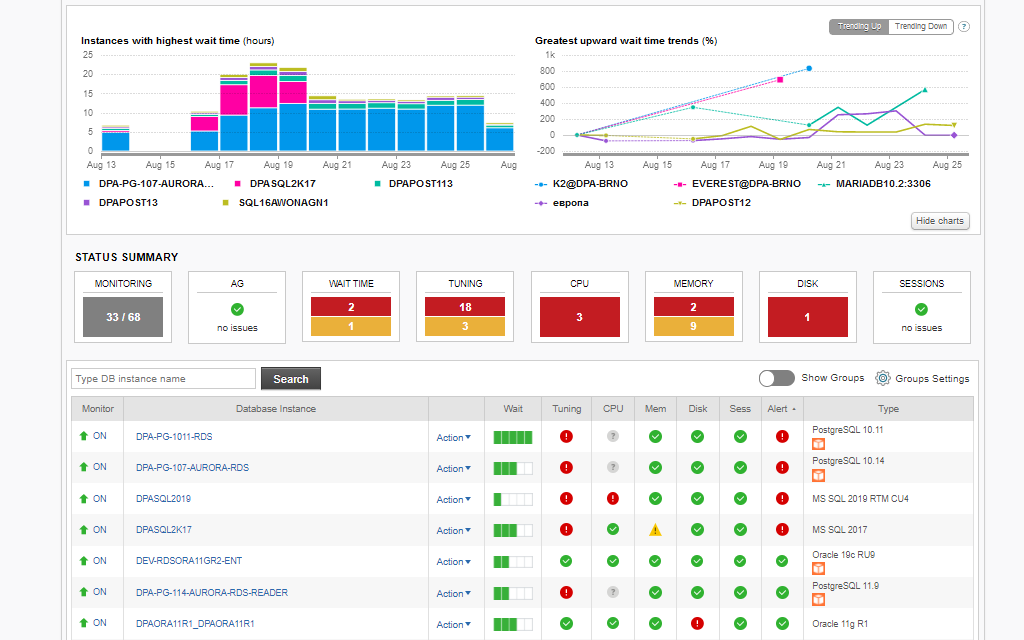 Trending Up Trending Down ?
Instances with highest wait time (hours)
25
20
15
10
5
0
Aug 13 Aug 15 Aug 17 Aug 19 Aug 21 Aug 23 Aug 25 Aug
DPA-PG-107-AURORA... DPASQL2K17 DPAPOST113
DPAPOST13 SQL16AWONAGN1
Greatest upward wait time trends (%)
1k
800
600
400
200
0
-200
Aug 13 Aug 15 Aug 17 Aug 19 Aug 21 Aug 23 Aug 25
K2@DPA-BRNO EVEREST@DPA-BRNO MARIADB10.2:3306
европа DPAPOST12
Hide charts
STATUS SUMMARY
MONITORING AG WAIT TIME TUNING CPU MEMORY DISK SESSIONS
33 / 68 no issues 2 1 18 3 3 2 9 1 no issues
Type DB instance name Search Show Groups Groups Settings
Monitor Database Instance Wait Tuning CPU Mem Disk Sess Alert Type
ON DPA-PG-1011-RDS Action ! ? ! PostgreSQL 10.11
ON DPA-PG-107-AURORA-RDS Action ! ? ! PostgreSQL 10.14
ON DPASQL2019 Action ! ! ! MS SQL 2019 RTM CU4
ON DPASQL2K17 Action ! ! ! MS SQL 2017
ON DEV-RDSORA11GR2-ENT Action Oracle 19c RU9
ON DPA-PG-114-AURORA-RDS-READER Action ! ? PostgreSQL 11.9
ON DPAORA11R1_DPAORA11R1 Action ! Oracle 11g R1